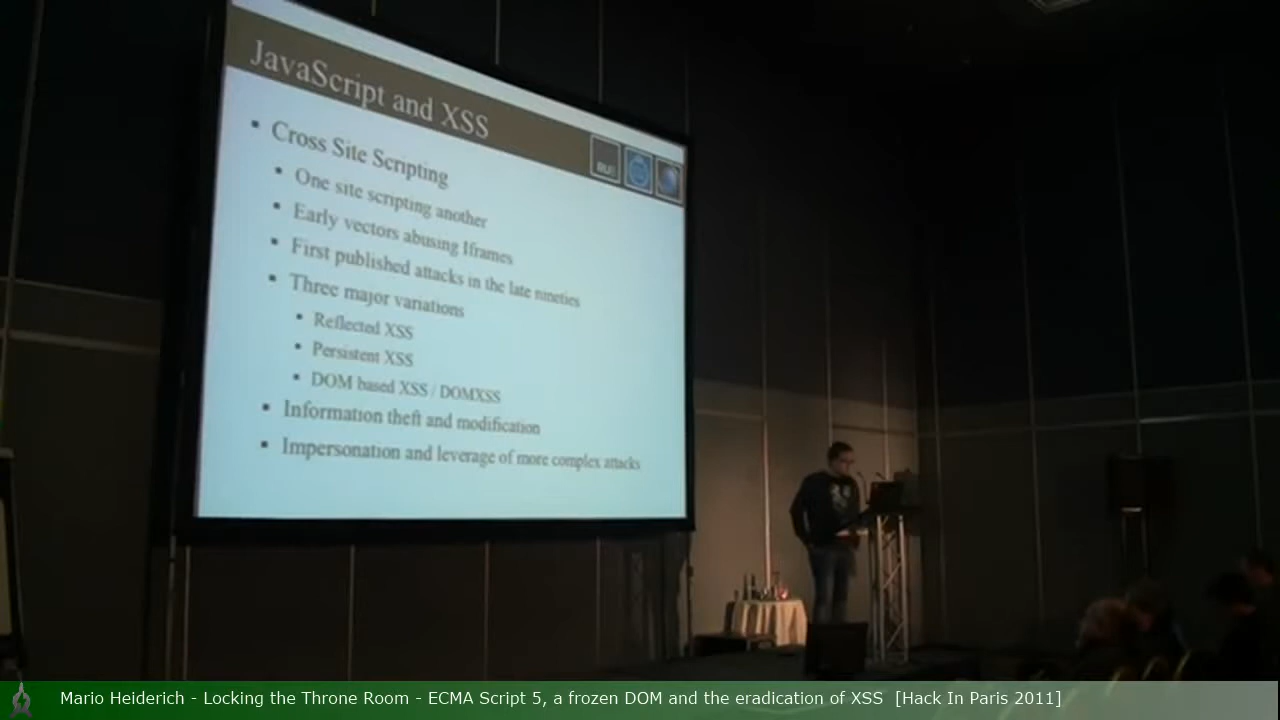 JavaScript and XSS
RUB
Cross Site Scripting
One site scripting another
Early vectors abusing Iframes
First published attacks in the late nineties
Three major variations
Reflected XSS
Persistent XSS
DOM based XSS / DOMXSS
Information theft and modification
Impersonation and leverage of more complex attacks
Mario Heiderich - Locking the Throne Room - ECMA Script 5, a frozen DOM and the eradication of XSS [Hack In Paris 2011]